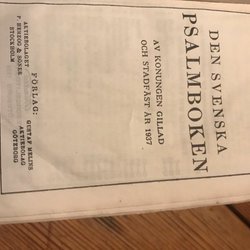 DEN SVENSKA
PSALMBOKEN
AV KONUNGEN GILLAD
OCH STADFÄST ÅR 1937
FÖRLAG:
AKTIEBOLAGET
P. HERZOG & SÖNER
STOCKHOLM
GUSTAF MELINS
AKTIEBOLAG
GÖTEBORG